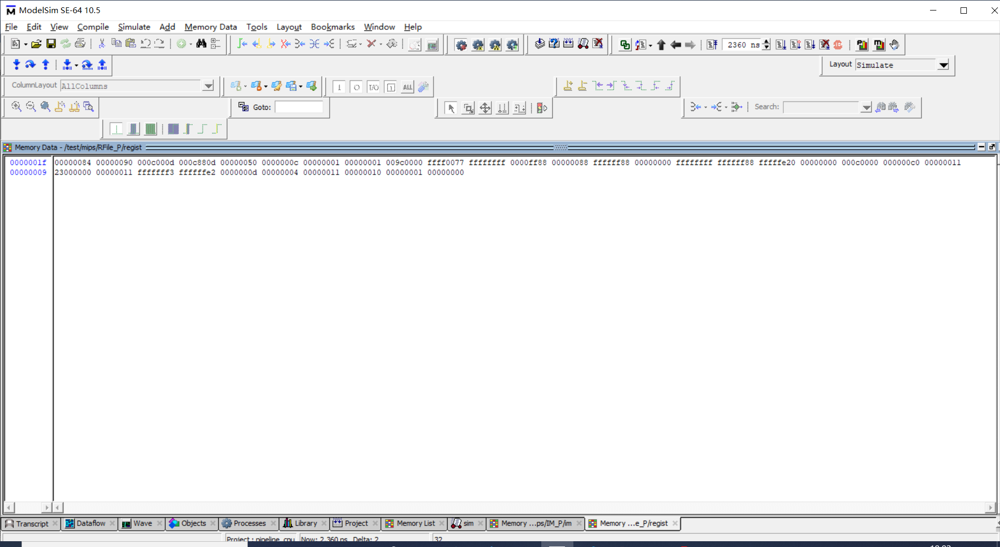 ModelSim SE-64 10.5
File Edit View Compile Simulate Add Memory Data Tools Layout Bookmarks Window Help
2360 ns
Layout Simulate
ColumnLayout AllColumns
I O I/O ALL
Goto:
Search:
Memory Data - /test/mips/RFile_P/regist
0000001f 00000084 00000090 000c000d 000c880d 00000050 0000000c 00000001 00000001 009c0000 ffff0077 ffffffff 0000ff88 00000088 ffffff88 00000000 ffffffff ffffff88 fffffe20 00000000 000c0000 000000c0 00000011
00000009 23000000 00000011 fffffff3 ffffffe2 0000000d 00000004 00000011 00000010 00000001 00000000
Transcript Dataflow Wave Objects Processes Library Project Memory List sim Memory ...ps/IM_P/im Memory ...e_P/regist
Project : pipeline_cpu Now: 2,360 ns Delta: 2 32